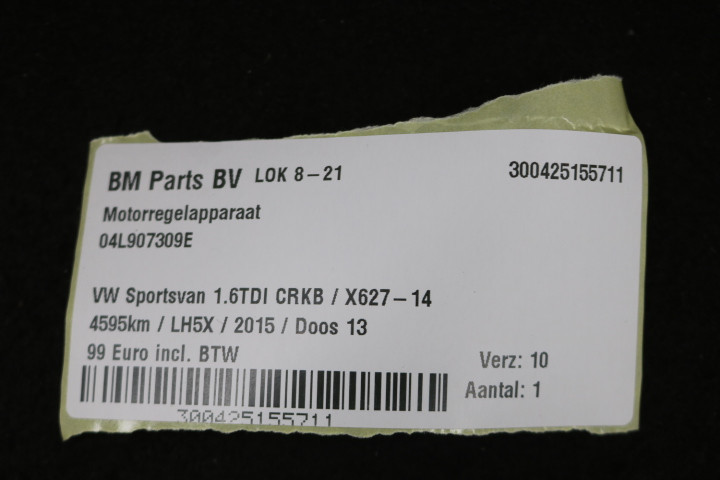 BM Parts BV LOK 8-21 300425155711
Motorregelapparaat
04L907309E
VW Sportsvan 1.6TDI CRKB / X627-14
4595km / LH5X / 2015 / Doos 13
99 Euro incl. BTW
Verz: 10
Aantal: 1
300425155711